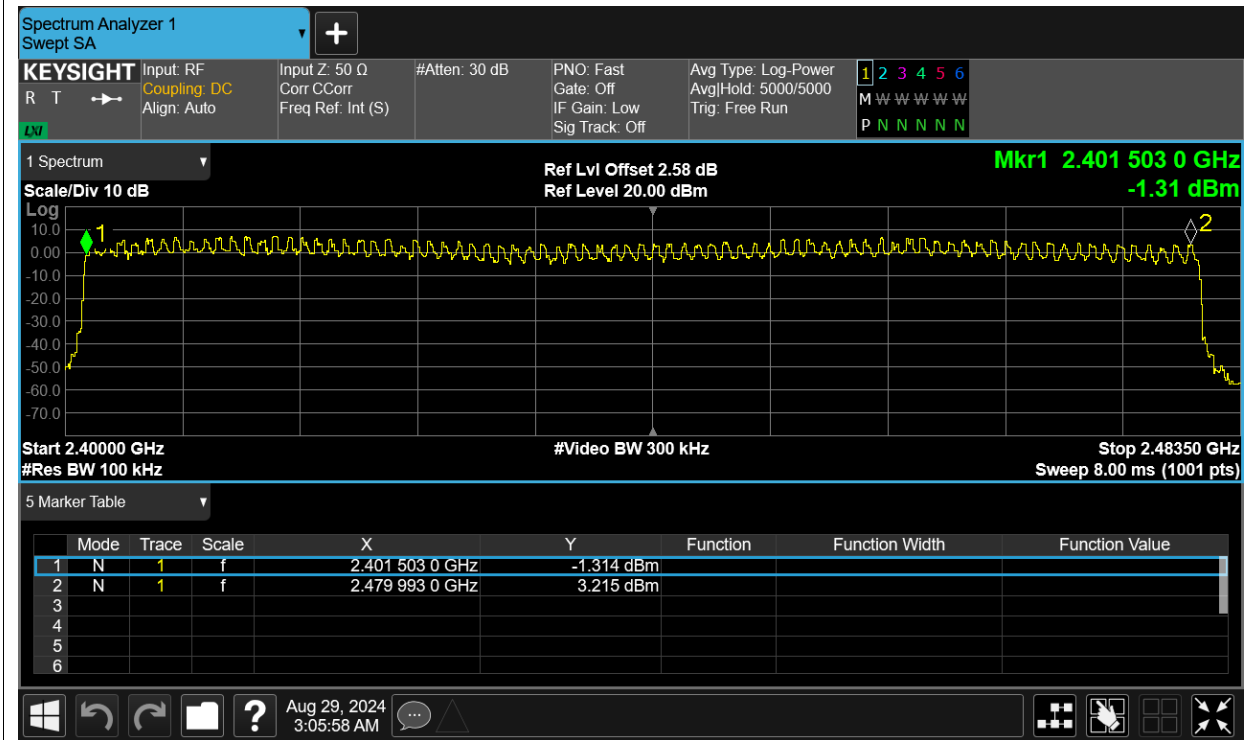 Spectrum Analyzer 1
Swept SA
KEYSIGHT
R T
LXI
Input: RF
Coupling: DC
Align: Auto
Input Z: 50 Ω
Corr CCorr
Freq Ref: Int (S)
#Atten: 30 dB
PNO: Fast
Gate: Off
IF Gain: Low
Sig Track: Off
Avg Type: Log-Power
Avg|Hold: 5000/5000
Trig: Free Run
1 2 3 4 5 6
M W W W W W
P N N N N N
1 Spectrum
Scale/Div 10 dB
Ref Lvl Offset 2.58 dB
Ref Level 20.00 dBm
Mkr1 2.401 503 0 GHz
-1.31 dBm
Log
10.0
0.00
-10.0
-20.0
-30.0
-40.0
-50.0
-60.0
-70.0
1
2
Start 2.40000 GHz
#Res BW 100 kHz
#Video BW 300 kHz
Stop 2.48350 GHz
Sweep 8.00 ms (1001 pts)
5 Marker Table
Mode Trace Scale X Y Function Function Width Function Value
1 N 1 f 2.401 503 0 GHz -1.314 dBm
2 N 1 f 2.479 993 0 GHz 3.215 dBm
3
4
5
6
?
Aug 29, 2024
3:05:58 AM